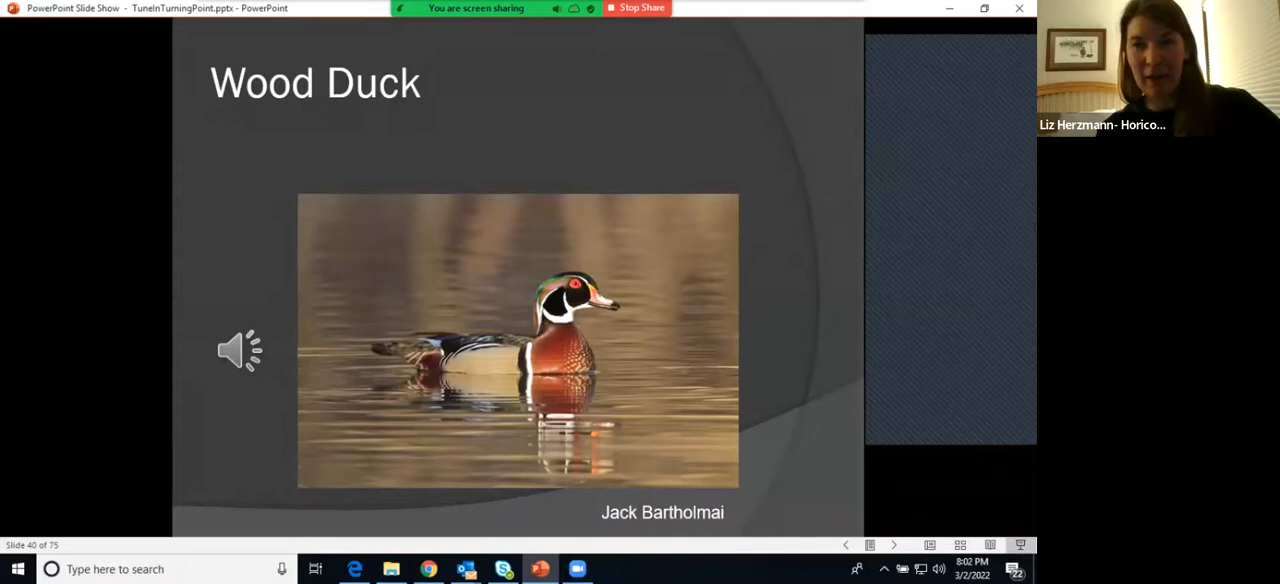 PowerPoint Slide Show - TuneInTurningPoint.pptx - PowerPoint
You are screen sharing
Stop Share
Wood Duck
Liz Herzmann- Horico...
Jack Bartholmai
Slide 40 of 75
Type here to search
8:02 PM
3/2/2022
22